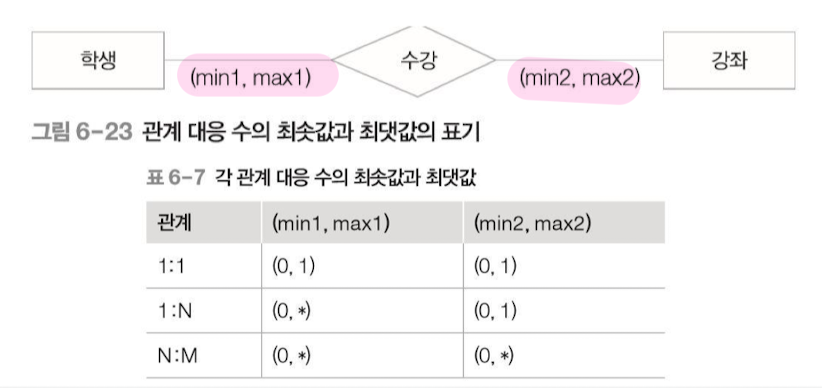 학생 수강 강좌
(min1, max1) (min2, max2)
그림 6-23 관계 대응 수의 최솟값과 최댓값의 표기
표 6-7 각 관계 대응 수의 최솟값과 최댓값
관계 (min1, max1) (min2, max2)
1:1 (0, 1) (0, 1)
1:N (0, *) (0, 1)
N:M (0, *) (0, *)